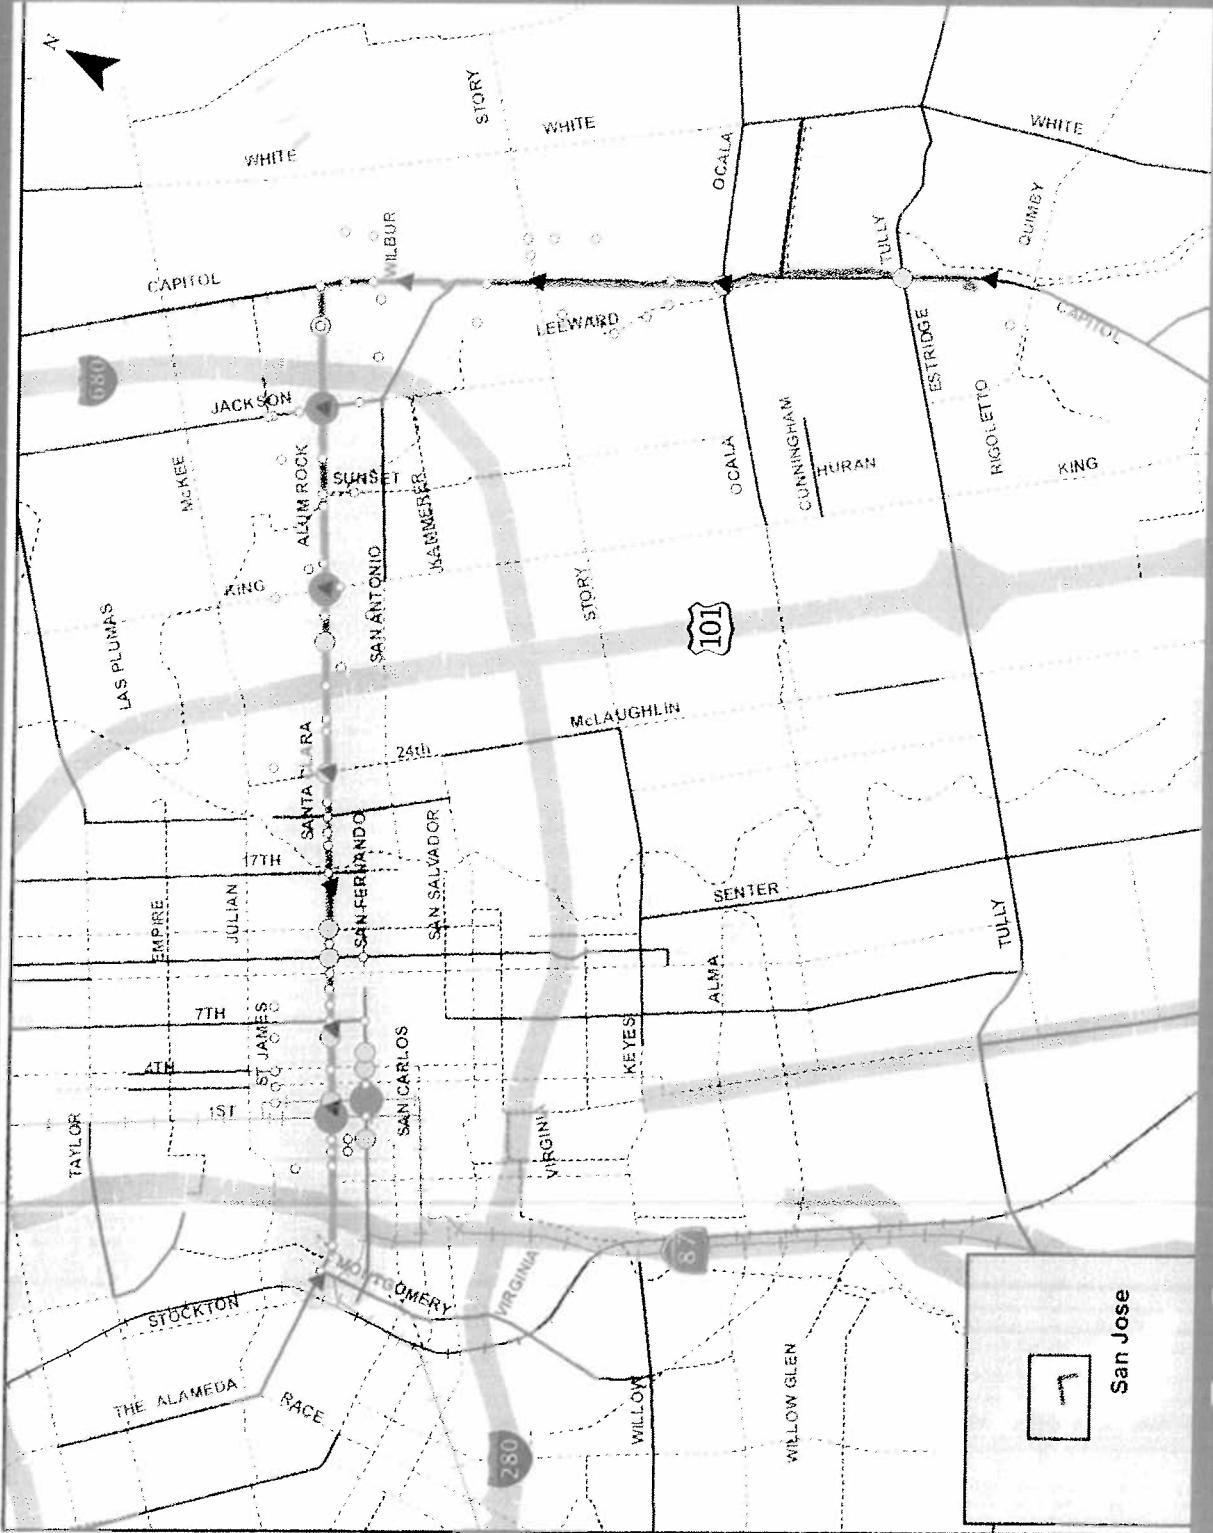 N
STORY
WHITE
WHITE
WHITE
OCALA
QUIMBY
TULLY
WILBUR
CAPITOL
LEEWARD
CAPITOL
680
JACKSON
ESTRIDGE
RIGOLETTO
McKEE
ALUM ROCK
SUNSET
KAMMERER
OCALA
CUNNINGHAM
HURAN
KING
KING
SAN ANTONIO
STORY
LAS PLUMAS
101
McLAUGHLIN
SANTA CLARA
24th
17TH
SAN FERNANDO
SAN SALVADOR
SENTER
EMPIRE
JULIAN
TULLY
ALMA
7TH
ST JAMES
4TH
KEYES
SAN CARLOS
1ST
TAYLOR
VIRGINIA
87
MONTGOMERY
VIRGINIA
STOCKTON
THE ALAMEDA
RACE
WILLOW
WILLOW GLEN
280
San Jose